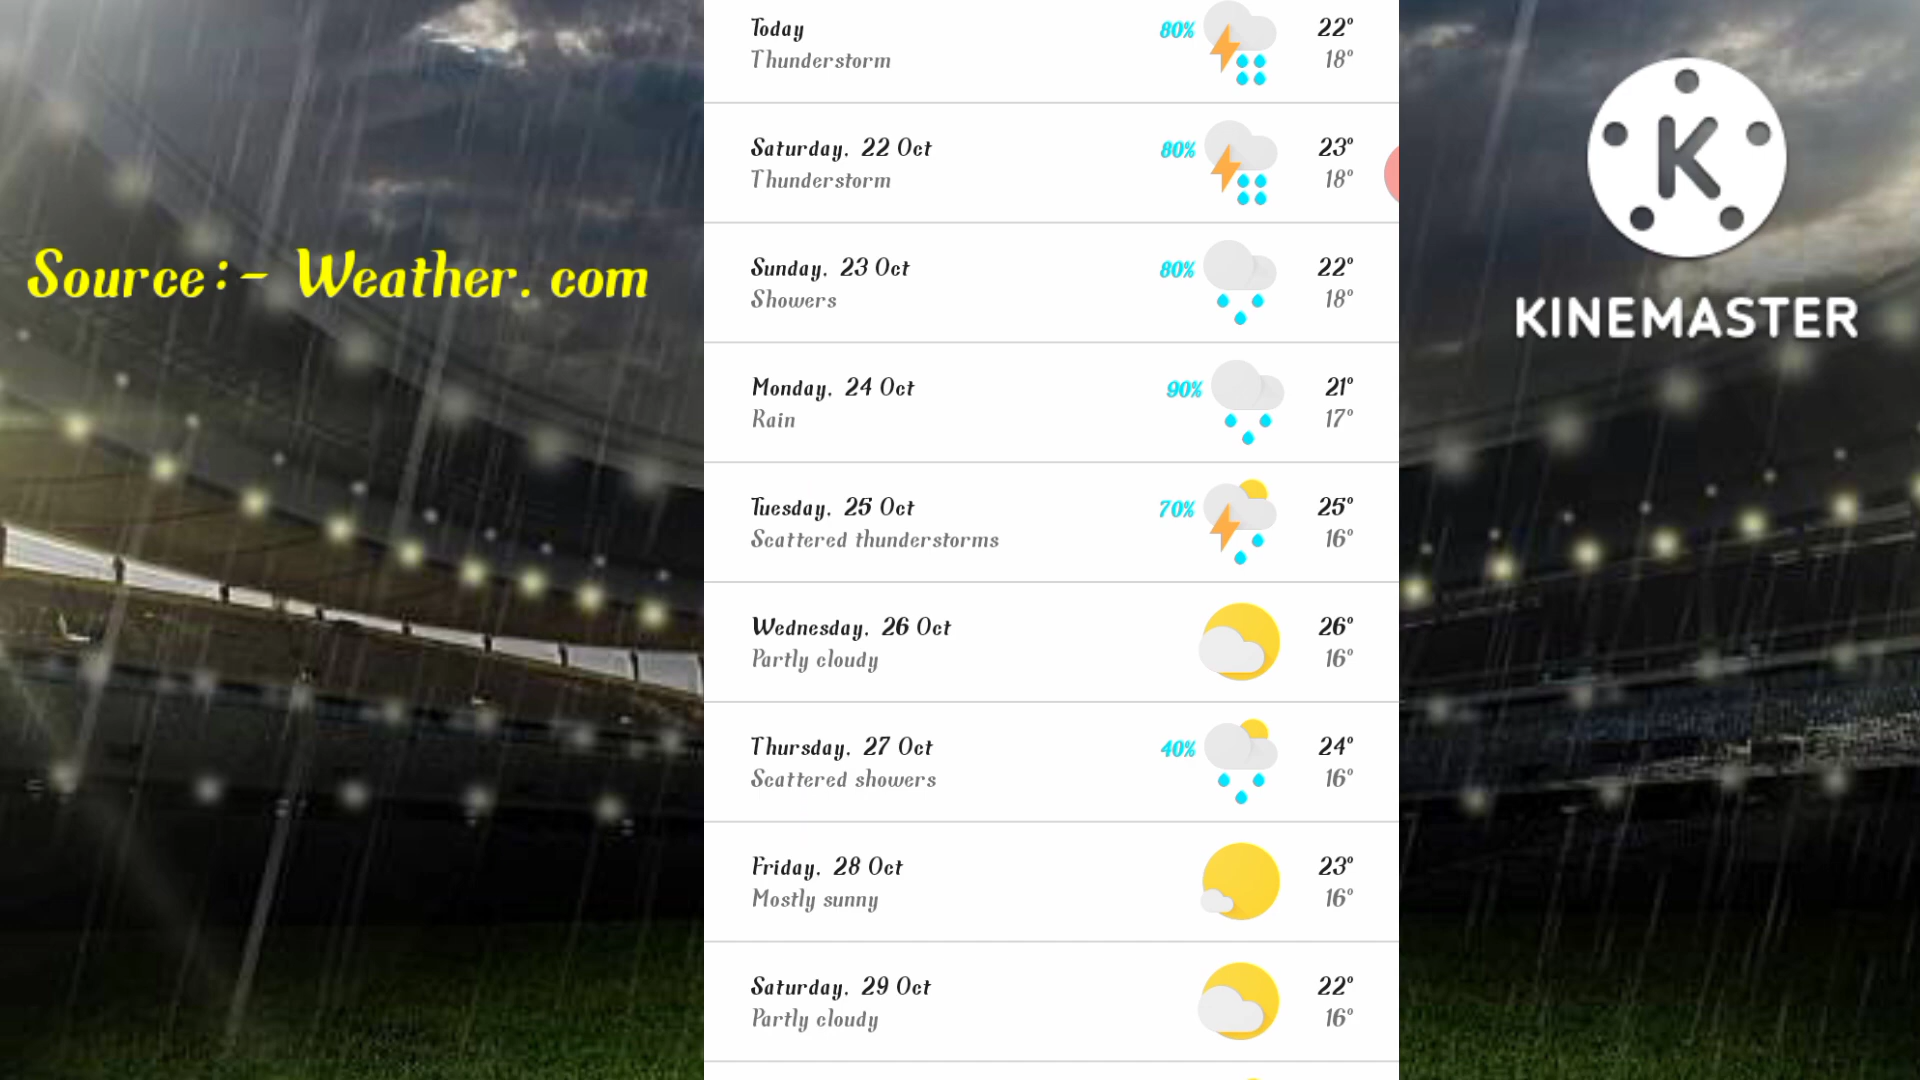 Source:- Weather. com
Today
Thunderstorm
80%
22°
18°
Saturday, 22 Oct
Thunderstorm
80%
23°
18°
Sunday, 23 Oct
Showers
80%
22°
18°
Monday, 24 Oct
Rain
90%
21°
17°
Tuesday, 25 Oct
Scattered thunderstorms
70%
25°
16°
Wednesday, 26 Oct
Partly cloudy
26°
16°
Thursday, 27 Oct
Scattered showers
40%
24°
16°
Friday, 28 Oct
Mostly sunny
23°
16°
Saturday, 29 Oct
Partly cloudy
22°
16°
K
KINEMASTER